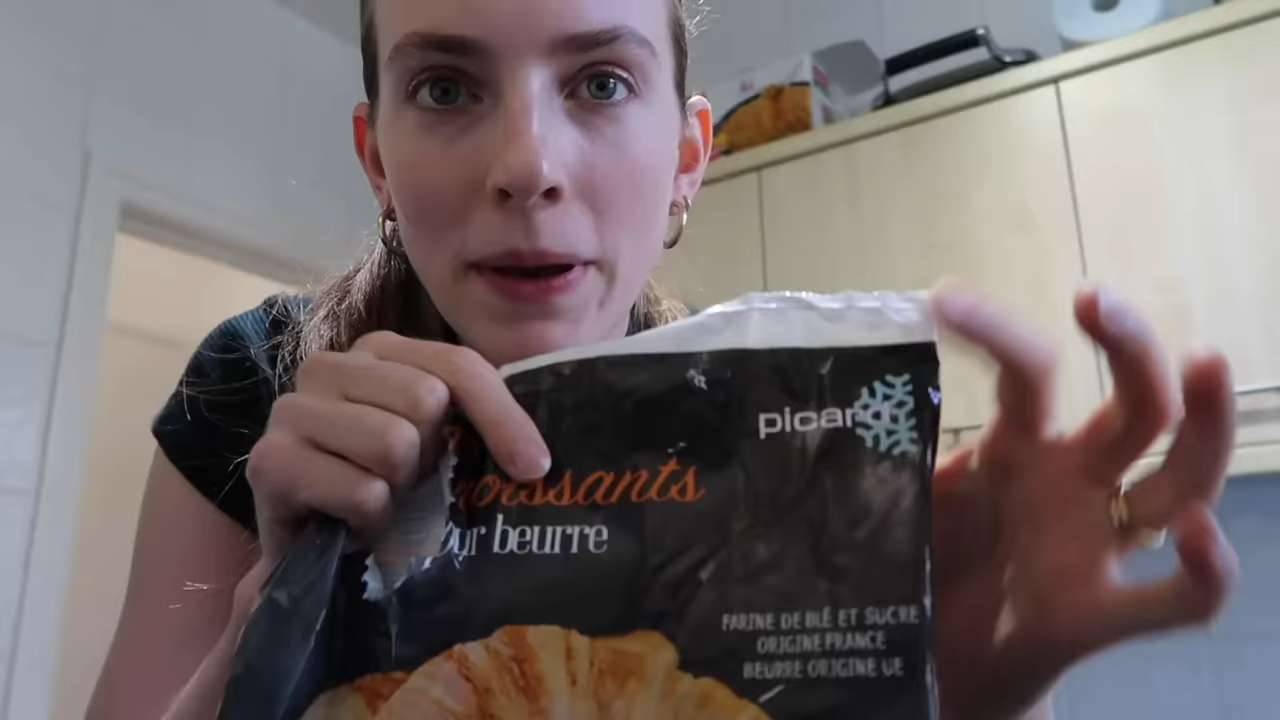 picard
roissants
ur beurre
FARINE DE BLÉ ET SUCRE
ORIGINE FRANCE
BEURRE ORIGINE UE